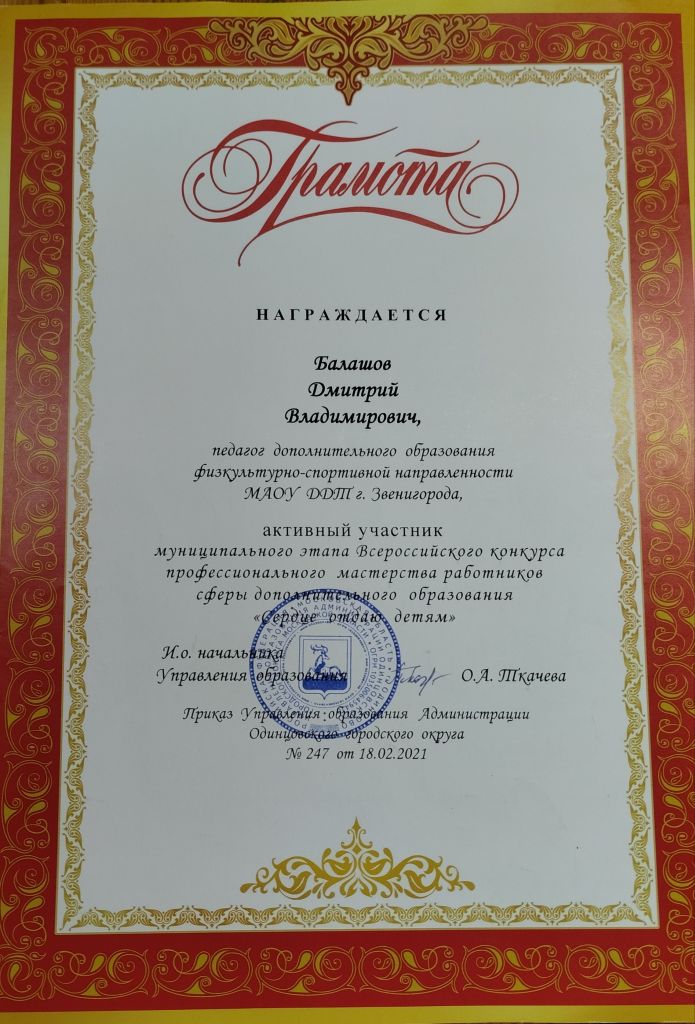 Грамота
НАГРАЖДАЕТСЯ
Балашов
Дмитрий
Владимирович,
педагог дополнительного образования
физкультурно-спортивной направленности
МАОУ ДДТ г. Звенигорода,
активный участник
муниципального этапа Всероссийского конкурса
профессионального мастерства работников
сферы дополнительного образования
«Сердце отдаю детям»
И.о. начальника
Управления образования О.А. Ткачева
Приказ Управления образования Администрации
Одинцовского городского округа
№ 247 от 18.02.2021